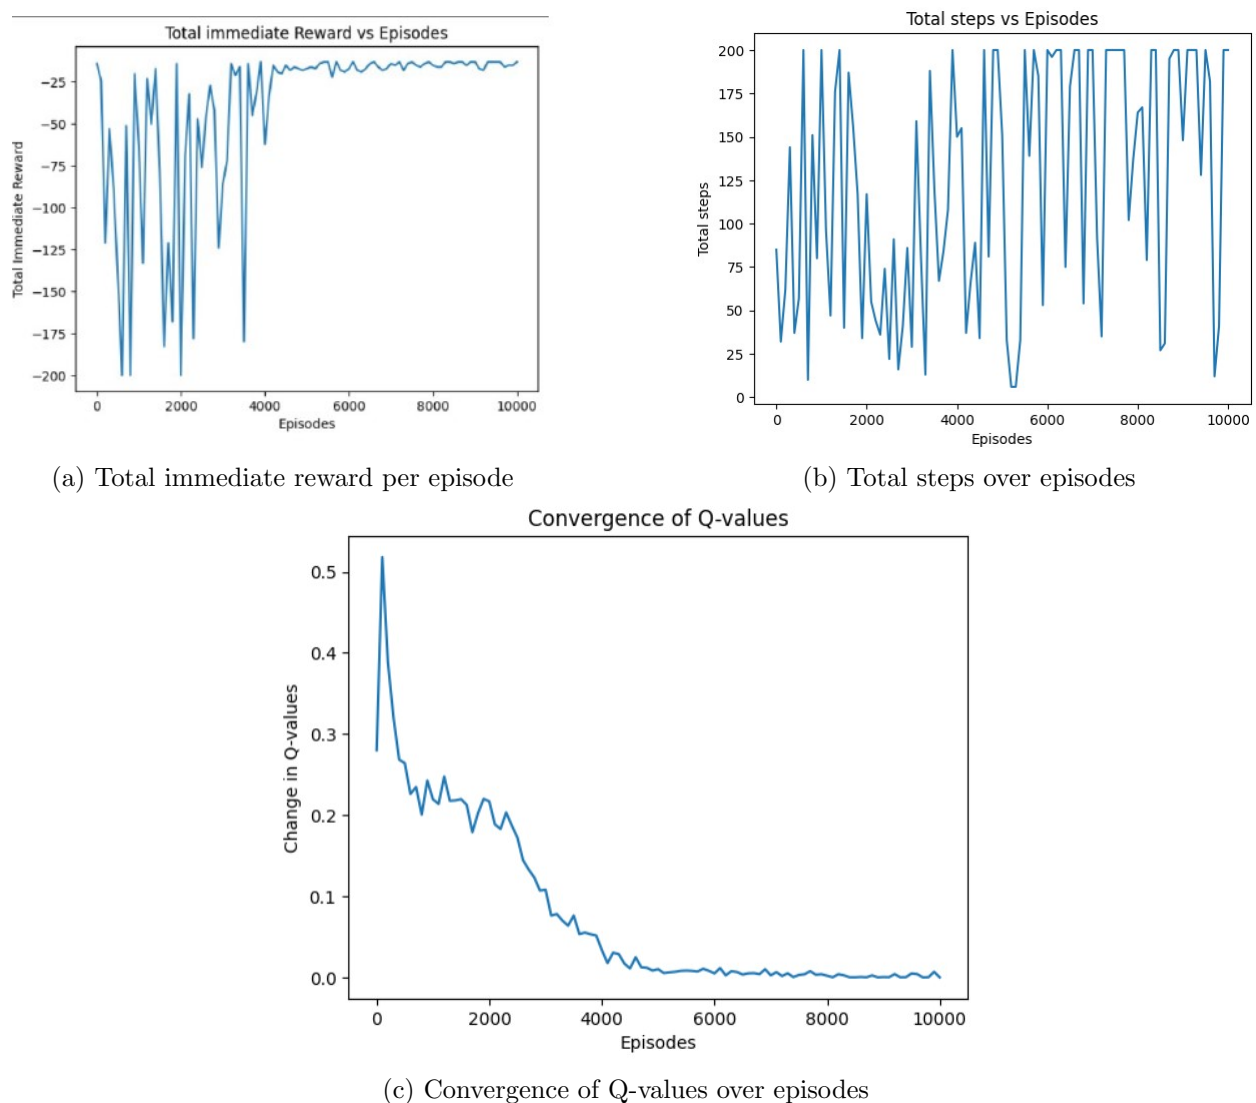 Total immediate Reward vs Episodes
Total Immediate Reward
−25
−50
−75
−100
−125
−150
−175
−200
0 2000 4000 6000 8000 10000
Episodes
(a) Total immediate reward per episode
Total steps vs Episodes
Total steps
200
175
150
125
100
75
50
25
0
0 2000 4000 6000 8000 10000
Episodes
(b) Total steps over episodes
Convergence of Q-values
Change in Q-values
0.5
0.4
0.3
0.2
0.1
0.0
0 2000 4000 6000 8000 10000
Episodes
(c) Convergence of Q-values over episodes